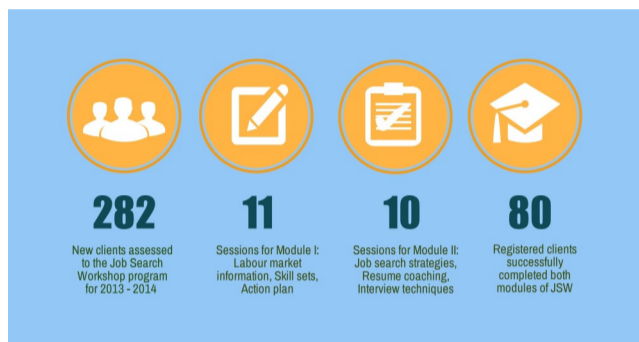 282
New clients assessed
to the Job Search
Workshop program
for 2013 - 2014
11
Sessions for Module I:
Labour market
information, Skill sets,
Action plan
10
Sessions for Module II:
Job search strategies,
Resume coaching,
Interview techniques
80
Registered clients
successfully
completed both
modules of JSW